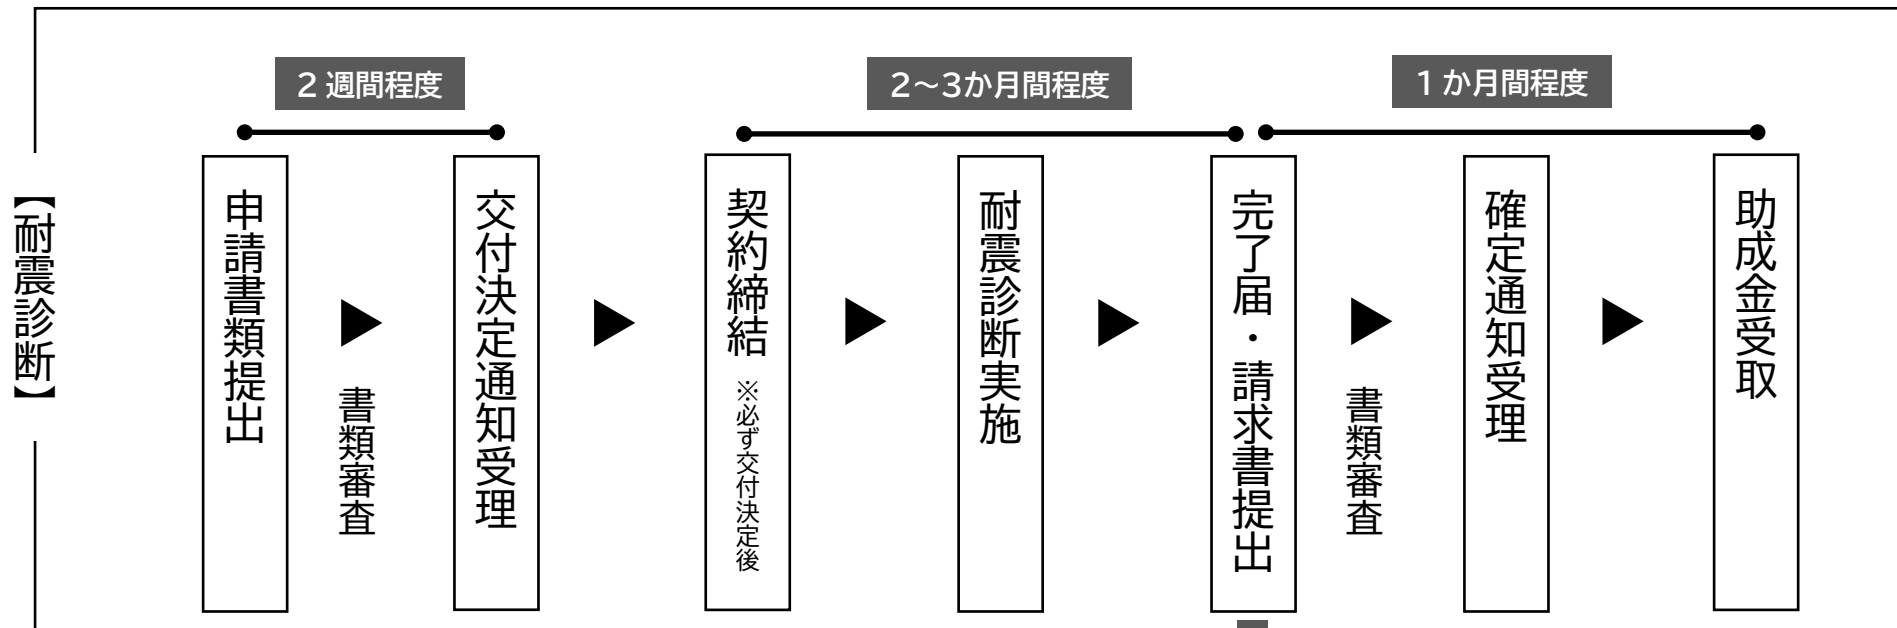 【耐震診断】
2週間程度
2～3か月間程度
1か月間程度
申請書類提出
書類審査
交付決定通知受理
契約締結 ※必ず交付決定後
耐震診断実施
完了届・請求書提出
書類審査
確定通知受理
助成金受取